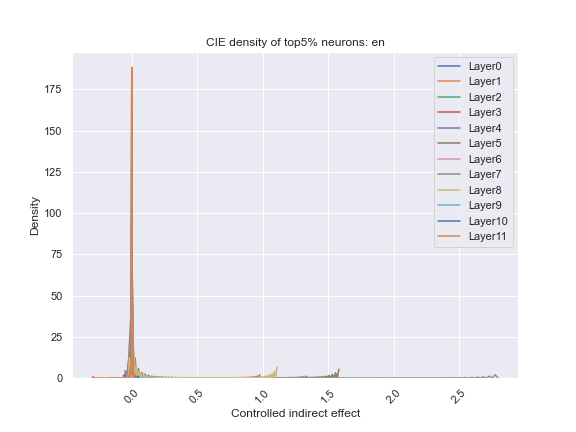 CIE density of top5% neurons: en
Density
175
150
125
100
75
50
25
0
0.0
0.5
1.0
1.5
2.0
2.5
Controlled indirect effect
Layer0
Layer1
Layer2
Layer3
Layer4
Layer5
Layer6
Layer7
Layer8
Layer9
Layer10
Layer11